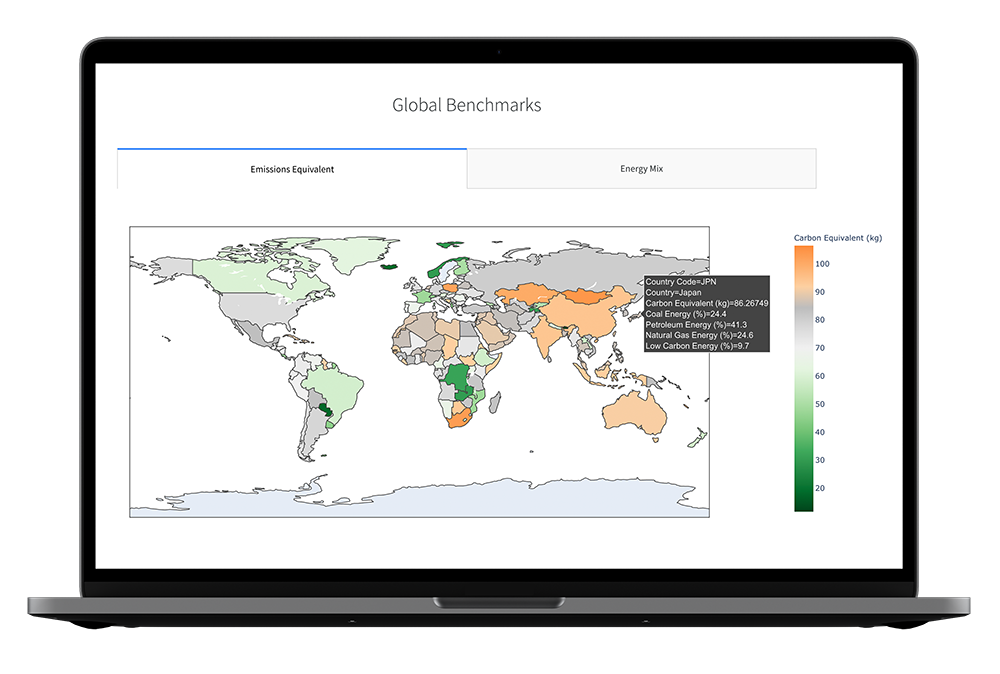 Global Benchmarks
Emissions Equivalent
Energy Mix
Carbon Equivalent (kg)
100
90
80
70
60
50
40
30
20
Country Code=JPN
Country=Japan
Carbon Equivalent (kg)=86.26749
Coal Energy (%)=24.4
Petroleum Energy (%)=41.3
Natural Gas Energy (%)=24.6
Low Carbon Energy (%)=9.7